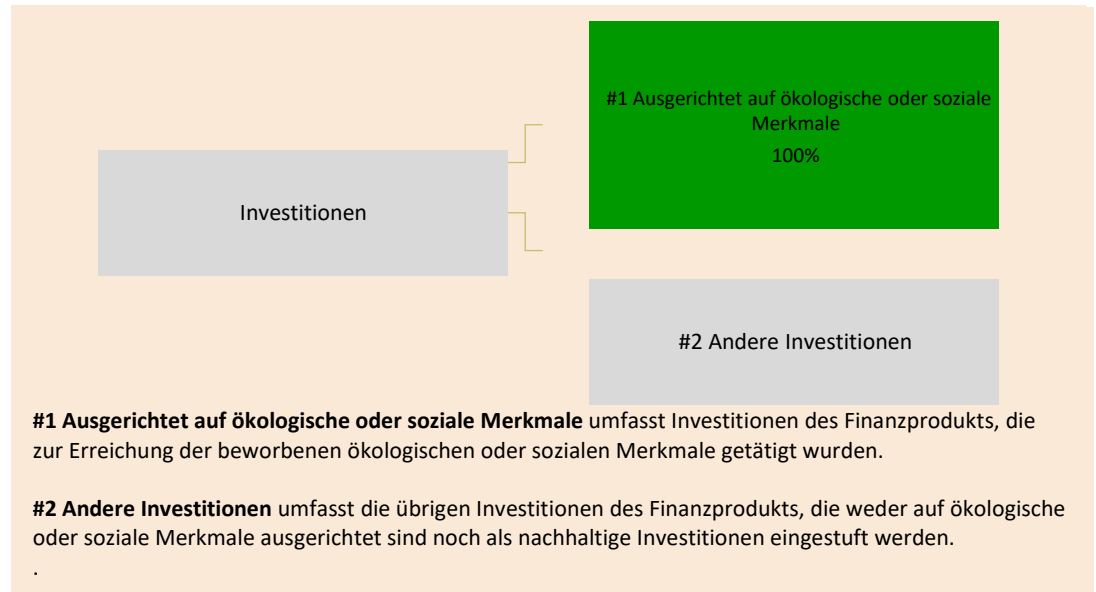 #1 Ausgerichtet auf ökologische oder soziale
Merkmale
100%
Investitionen
#2 Andere Investitionen
#1 Ausgerichtet auf ökologische oder soziale Merkmale umfasst Investitionen des Finanzprodukts, die
zur Erreichung der beworbenen ökologischen oder sozialen Merkmale getätigt wurden.
#2 Andere Investitionen umfasst die übrigen Investitionen des Finanzprodukts, die weder auf ökologische
oder soziale Merkmale ausgerichtet sind noch als nachhaltige Investitionen eingestuft werden.
.